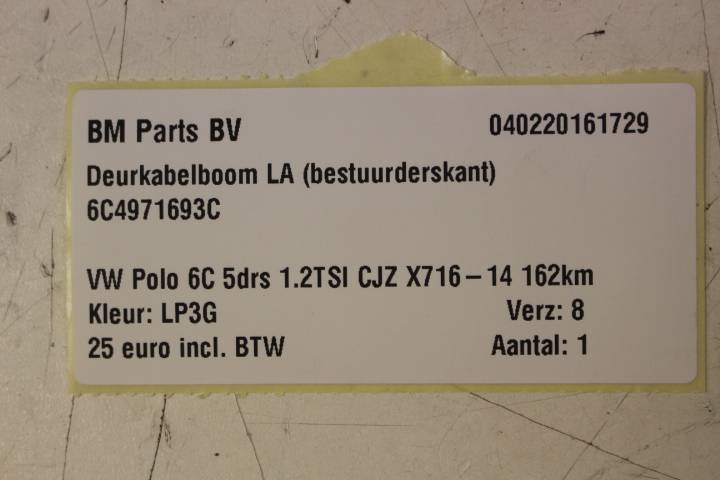 BM Parts BV 040220161729
Deurkabelboom LA (bestuurderskant)
6C4971693C
VW Polo 6C 5drs 1.2TSI CJZ X716-14 162km
Kleur: LP3G Verz: 8
25 euro incl. BTW Aantal: 1